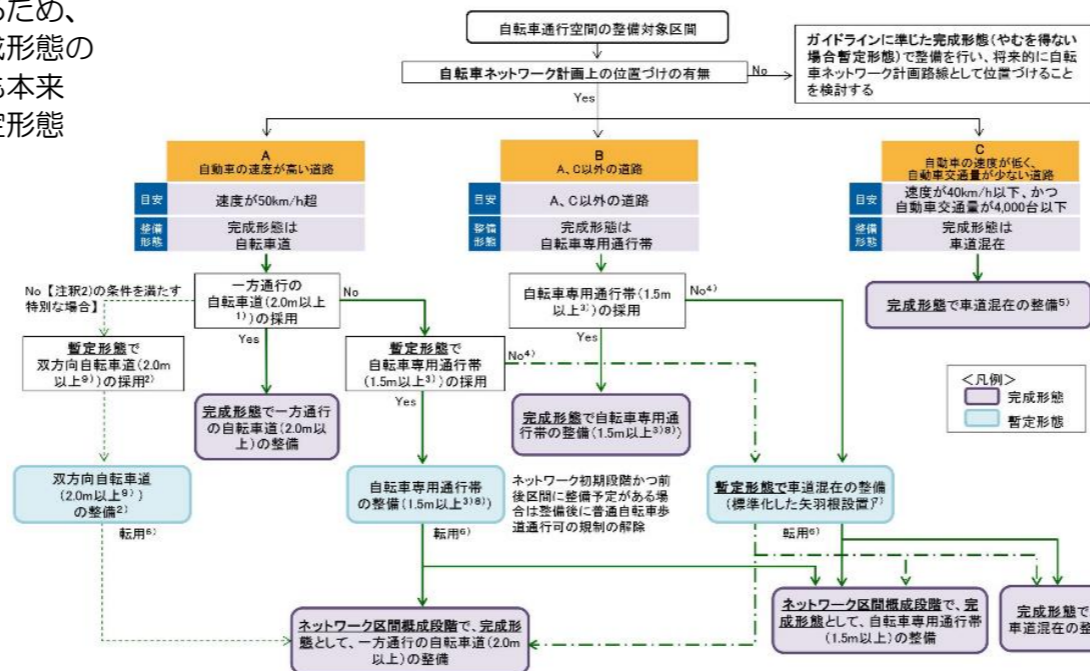 るため、
成形態の
も本来
定形態
自転車通行空間の整備対象区間
自転車ネットワーク計画上の位置づけの有無
No
ガイドラインに準じた完成形態(やむを得ない
場合暫定形態)で整備を行い、将来的に自転
車ネットワーク計画路線として位置づけること
を検討する
Yes
A
自動車の速度が高い道路
目安
速度が50km/h超
整備
形態
完成形態は
自転車道
B
A、C以外の道路
目安
A、C以外の道路
整備
形態
完成形態は
自転車専用通行帯
C
自動車の速度が低く、
自動車交通量が少ない道路
目安
速度が40km/h以下、かつ
自動車交通量が4,000台以下
整備
形態
完成形態は
車道混在
No【注釈2)の条件を満たす
特別な場合】
一方通行の
自転車道(2.0m以上
1))の採用
No
Yes
自転車専用通行帯(1.5m
以上3))の採用
No4)
Yes
完成形態で車道混在の整備5)
暫定形態で
双方向自転車道(2.0m
以上9))の採用2)
暫定形態で
自転車専用通行帯
(1.5m以上3))の採用
No4)
Yes
<凡例>
完成形態
暫定形態
完成形態で一方通行
の自転車道(2.0m以
上)の整備
完成形態で自転車専用通
行帯の整備(1.5m以上3)8))
双方向自転車道
(2.0m以上9))
の整備2)
転用6)
自転車専用通行帯
の整備(1.5m以上3)8))
転用6)
ネットワーク初期段階かつ前
後区間に整備予定がある場
合は整備後に普通自転車歩
道通行可の規制の解除
暫定形態で車道混在の整備
(標準化した矢羽根設置)7)
転用6)
ネットワーク区間概成段階で、完成形
態として、一方通行の自転車道(2.0m
以上)の整備
ネットワーク区間概成段階で、完
成形態として、自転車専用通行帯
(1.5m以上)の整備
完成形態で
車道混在の整